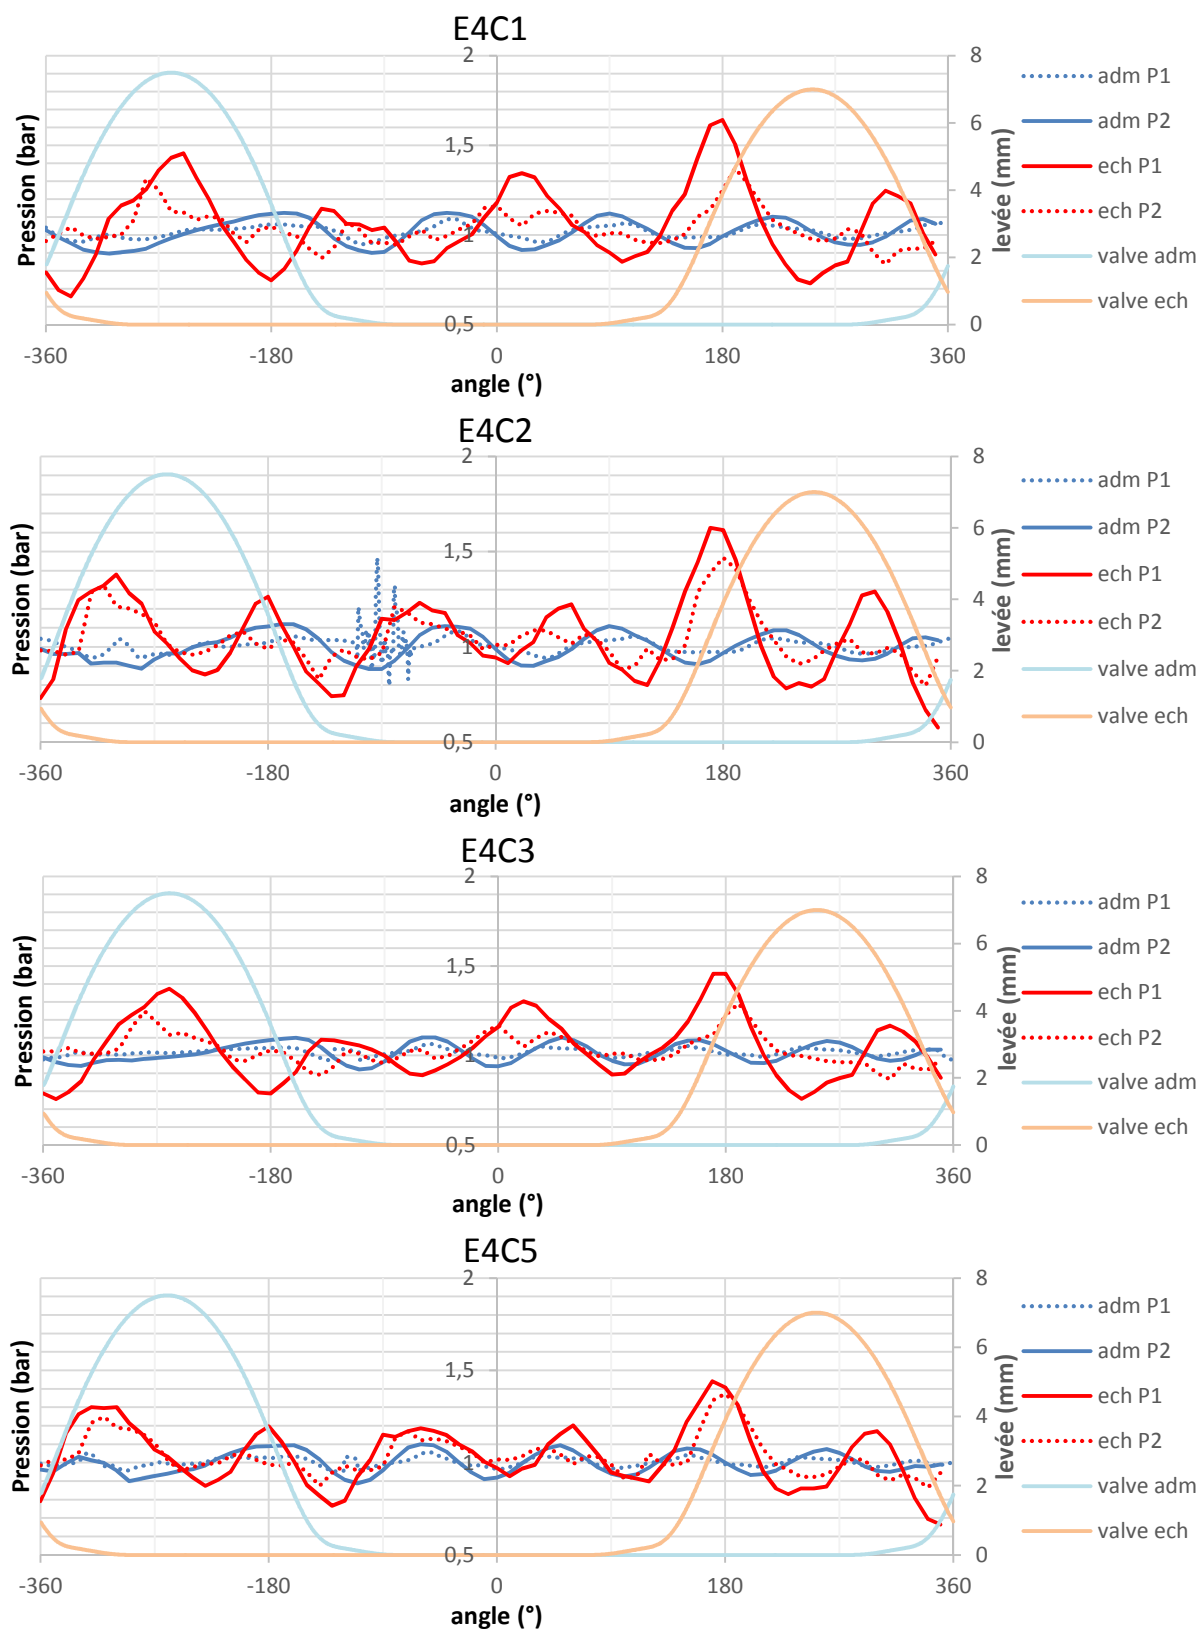 E4C1
2
1,5
1
0,5
8
6
4
2
0
-360
-180
0
180
360
Pression (bar)
levée (mm)
angle (°)
adm P1
adm P2
ech P1
ech P2
valve adm
valve ech
E4C2
2
1,5
1
0,5
8
6
4
2
0
-360
-180
0
180
360
Pression (bar)
levée (mm)
angle (°)
adm P1
adm P2
ech P1
ech P2
valve adm
valve ech
E4C3
2
1,5
1
0,5
8
6
4
2
0
-360
-180
0
180
360
Pression (bar)
levée (mm)
angle (°)
adm P1
adm P2
ech P1
ech P2
valve adm
valve ech
E4C5
2
1,5
1
0,5
8
6
4
2
0
-360
-180
0
180
360
Pression (bar)
levée (mm)
angle (°)
adm P1
adm P2
ech P1
ech P2
valve adm
valve ech